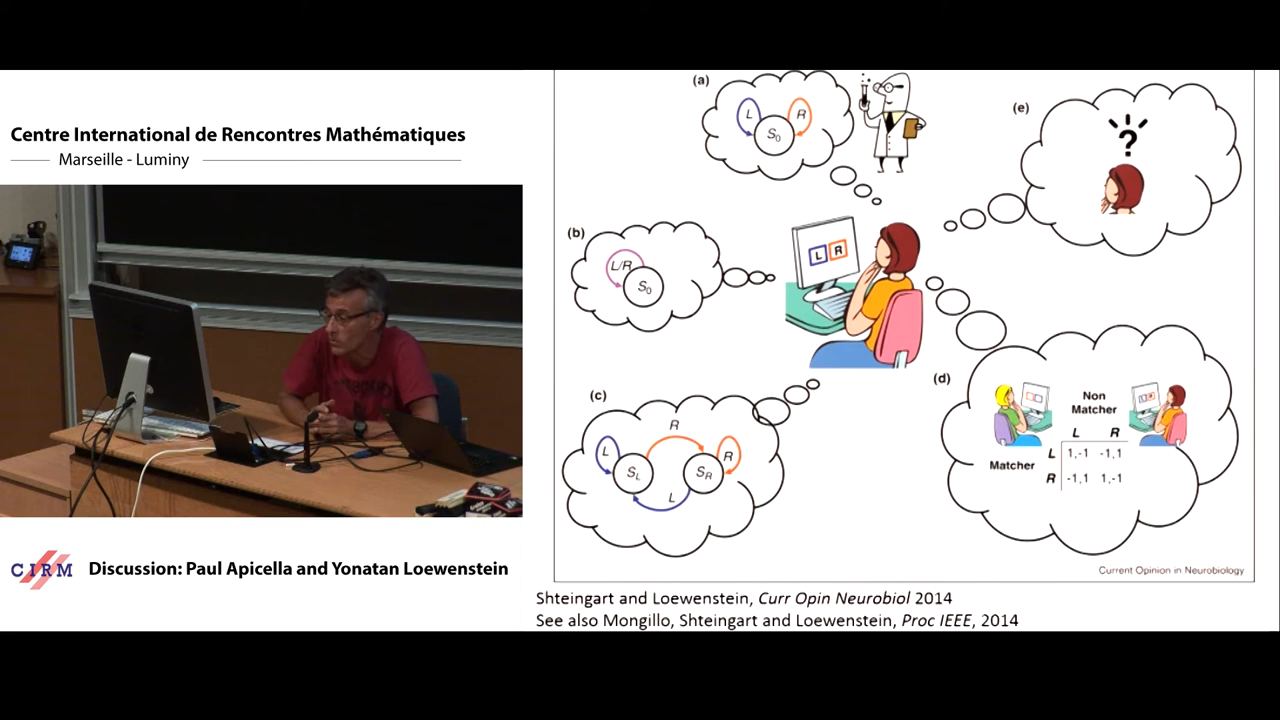 Centre International de Rencontres Mathématiques
Marseille - Luminy
CIRM
Discussion: Paul Apicella and Yonatan Loewenstein
(a)
L
R
S0
(b)
L/R
S0
(c)
L
R
R
SL
SR
L
L R
(e)
?
(d)
Non
Matcher
L R
Matcher
L 1,-1 -1,1
R -1,1 1,-1
Current Opinion in Neurobiology
Shteingart and Loewenstein, Curr Opin Neurobiol 2014
See also Mongillo, Shteingart and Loewenstein, Proc IEEE, 2014